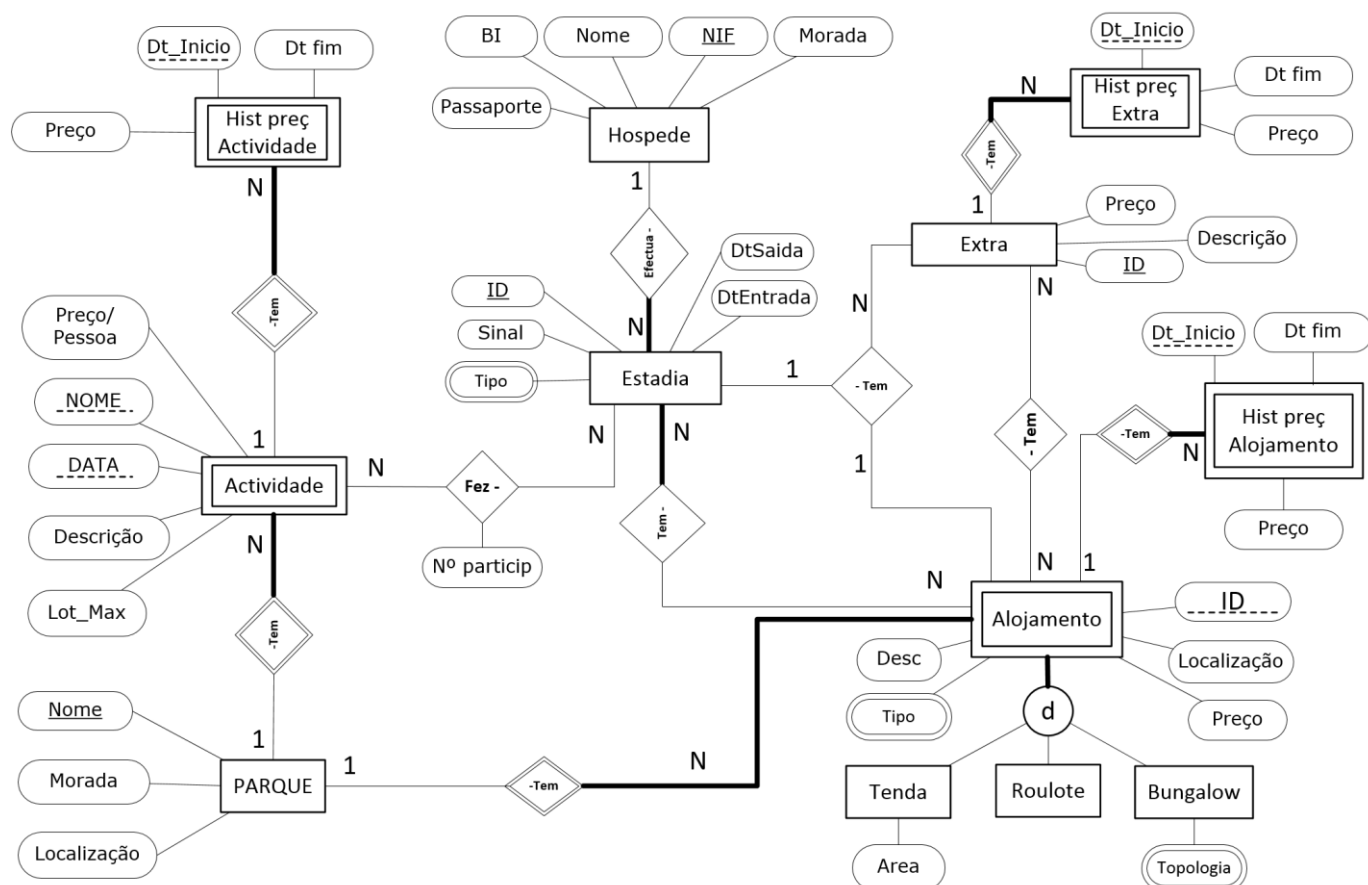 BI
Nome
NIF
Morada
Dt_Inicio
Dt fim
Dt_Inicio
Passaporte
Hospede
Hist preç
Extra
Dt fim
Preço
Preço
Hist preç
Actividade
N
N
1
-Tem
1
Efectua -
Extra
Preço
Descrição
ID
-Tem
ID
Sinal
Tipo
DtSaida
DtEntrada
N
Estadia
N
N
1
N
- Tem
1
N
- Tem
Dt_Inicio
Dt fim
Hist preç
Alojamento
-Tem
N
1
Preço
Preço/
Pessoa
NOME
DATA
Descrição
Lot_Max
1
Actividade
N
N
Fez -
Nº particip
Tem -
N
N
Alojamento
ID
Localização
Preço
Desc
Tipo
d
-Tem
Nome
Morada
Localização
1
PARQUE
1
-Tem
N
Tenda
Roulote
Bungalow
Area
Topologia